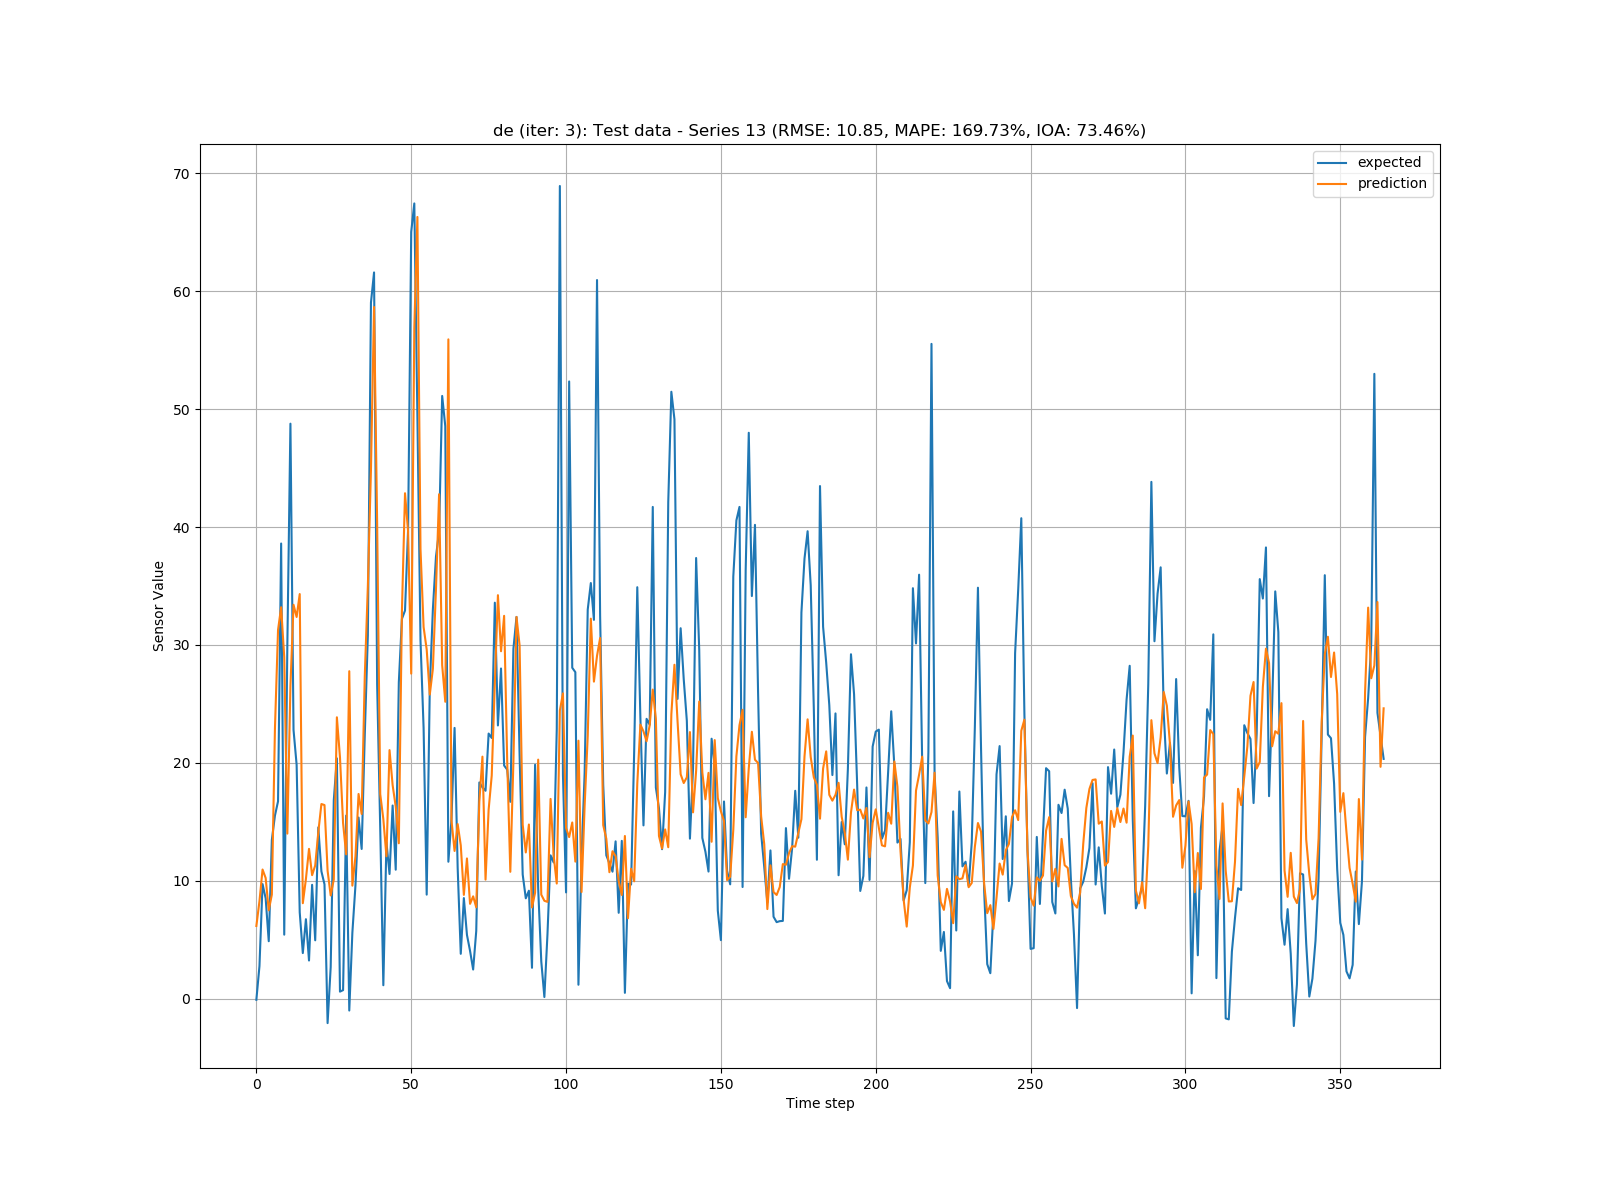 de (iter: 3): Test data - Series 13 (RMSE: 10.85, MAPE: 169.73%, IOA: 73.46%)
expected
prediction
70
60
50
40
30
20
10
0
Sensor Value
0 50 100 150 200 250 300 350
Time step